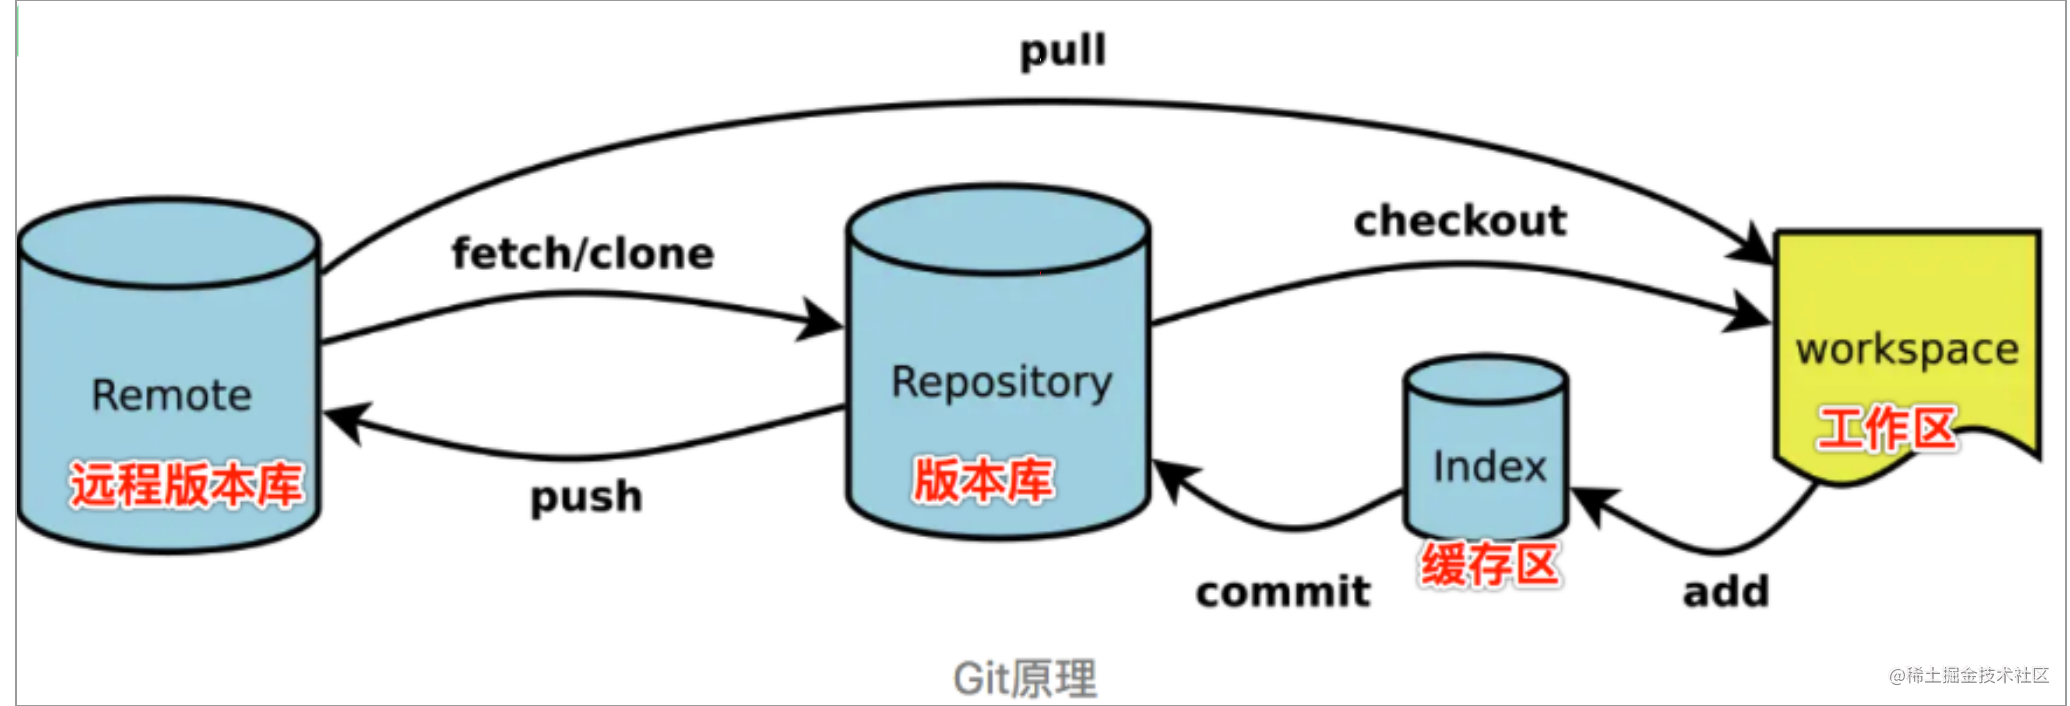 pull
fetch/clone
checkout
Remote
远程版本库
push
Repository
版本库
Index
缓存区
workspace
工作区
commit
add
Git原理
@稀土掘金技术社区